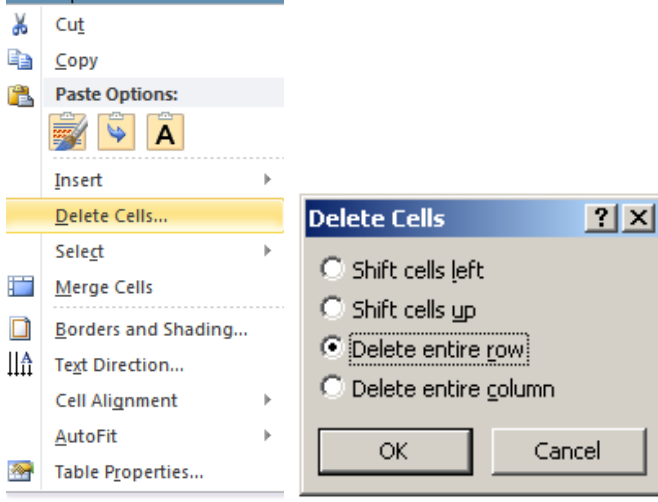 Cut
Copy
Paste Options:
A
Insert
Delete Cells...
Select
Merge Cells
Borders and Shading...
Text Direction...
Cell Alignment
AutoFit
Table Properties...
Delete Cells
Shift cells left
Shift cells up
Delete entire row
Delete entire column
OK Cancel